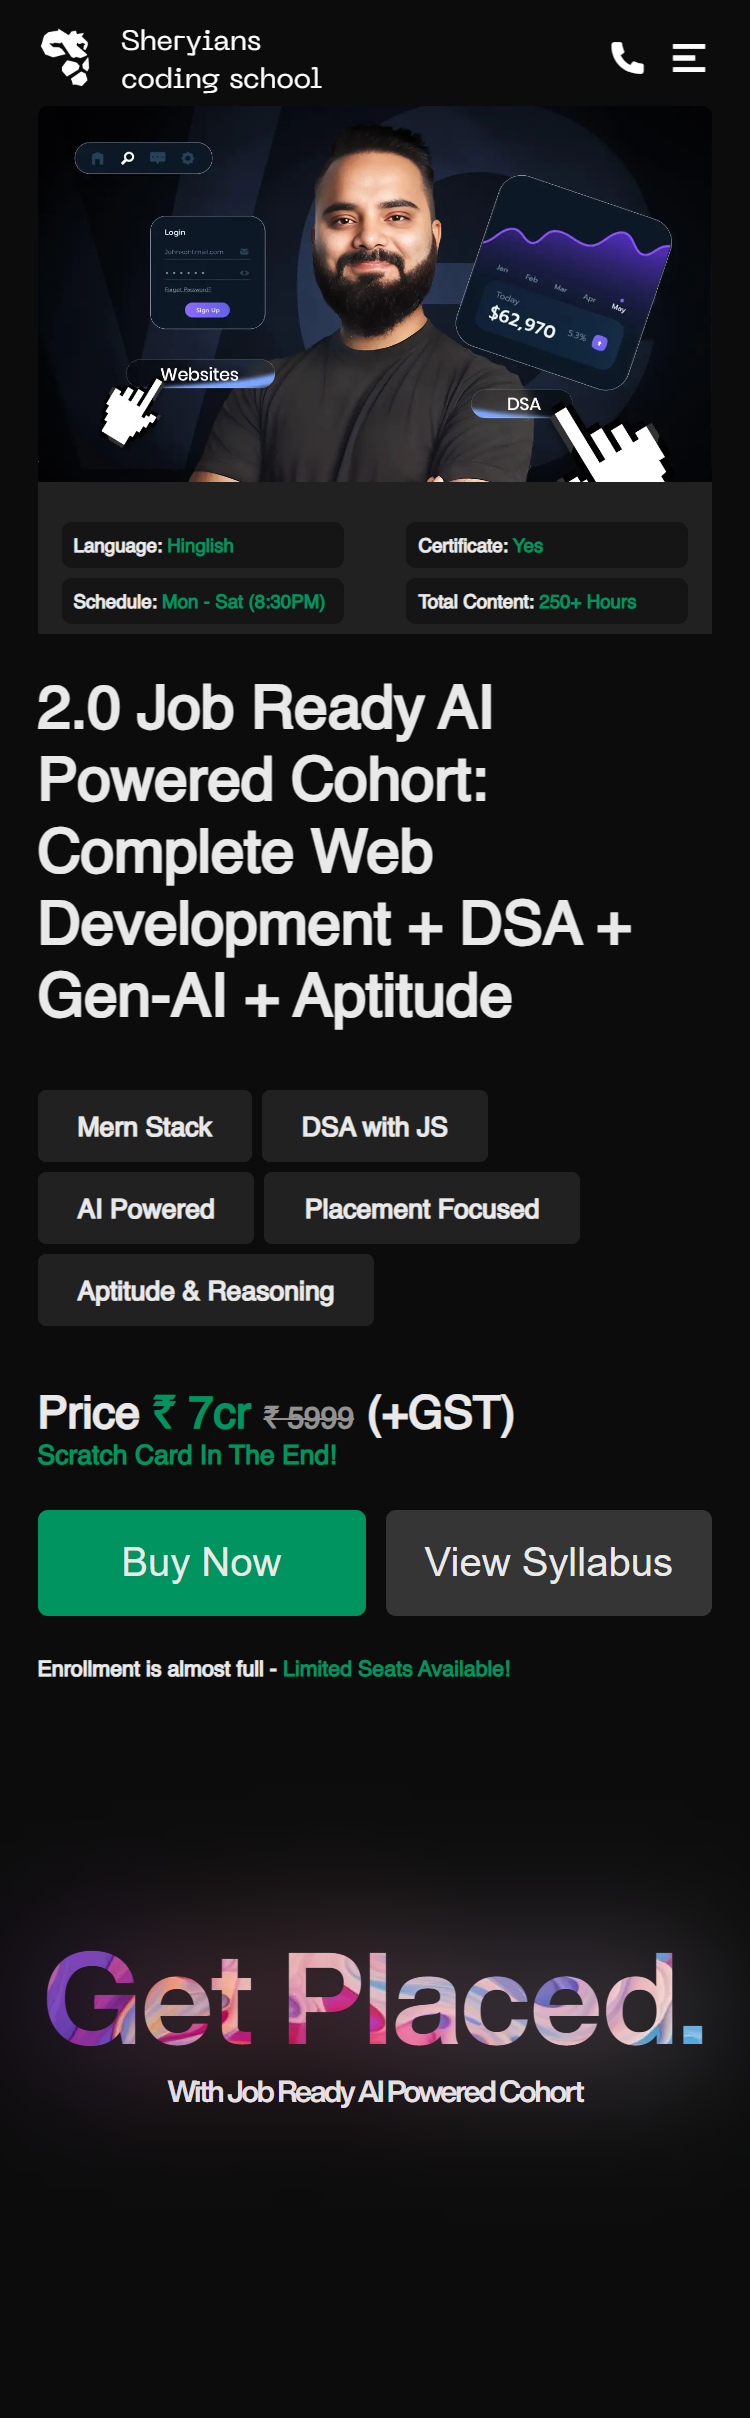 Sheryians
coding school
Login
Johnkohtmeil.com
Forgot Password?
Sign Up
Websites
Jan Feb Mar Apr May
Today
$62,970 5.3%
DSA
Language: Hinglish
Certificate: Yes
Schedule: Mon - Sat (8:30PM)
Total Content: 250+ Hours
2.0 Job Ready AI
Powered Cohort:
Complete Web
Development + DSA +
Gen-AI + Aptitude
Mern Stack
DSA with JS
AI Powered
Placement Focused
Aptitude & Reasoning
Price ₹ 7cr ₹ 5999 (+GST)
Scratch Card In The End!
Buy Now
View Syllabus
Enrollment is almost full - Limited Seats Available!
Get Placed.
With Job Ready AI Powered Cohort